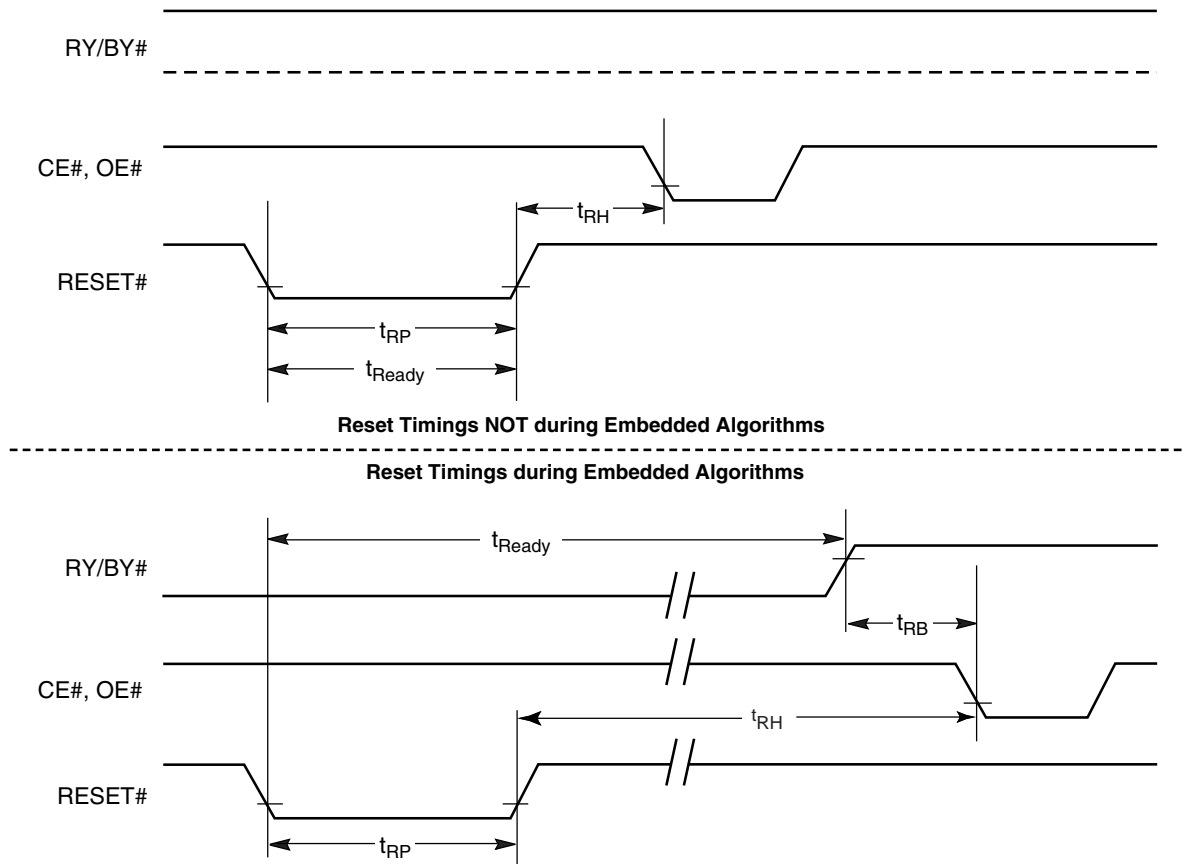 RY/BY#
CE#, OE#
tRH
RESET#
tRP
tReady
Reset Timings NOT during Embedded Algorithms
Reset Timings during Embedded Algorithms
tReady
RY/BY#
tRB
CE#, OE#
tRH
RESET#
tRP